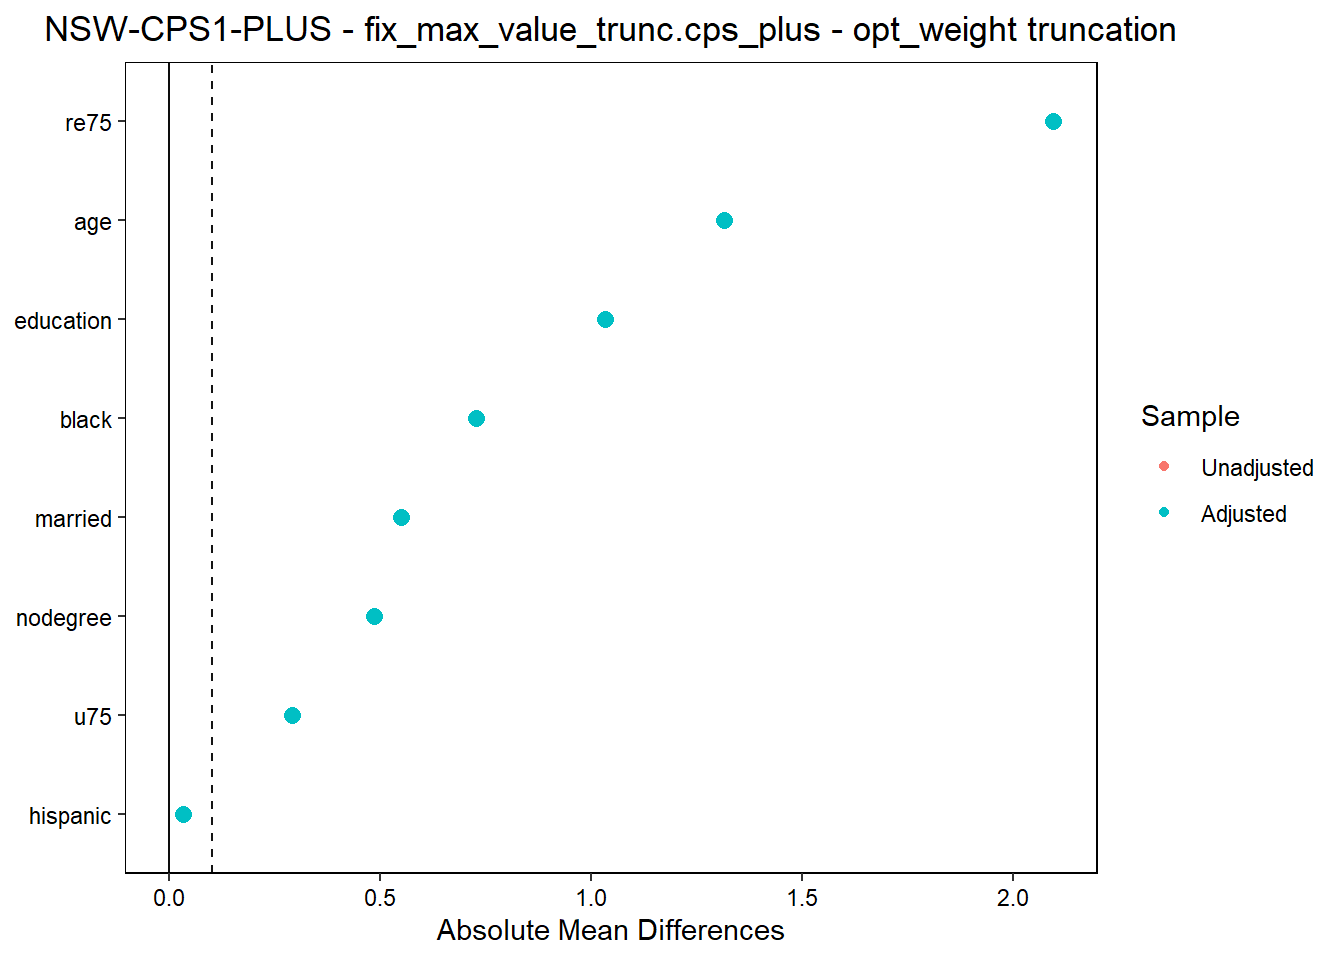 NSW-CPS1-PLUS - fix_max_value_trunc.cps_plus - opt_weight truncation
re75
age
education
black
married
nodegree
u75
hispanic
0.0 0.5 1.0 1.5 2.0
Absolute Mean Differences
Sample
Unadjusted
Adjusted